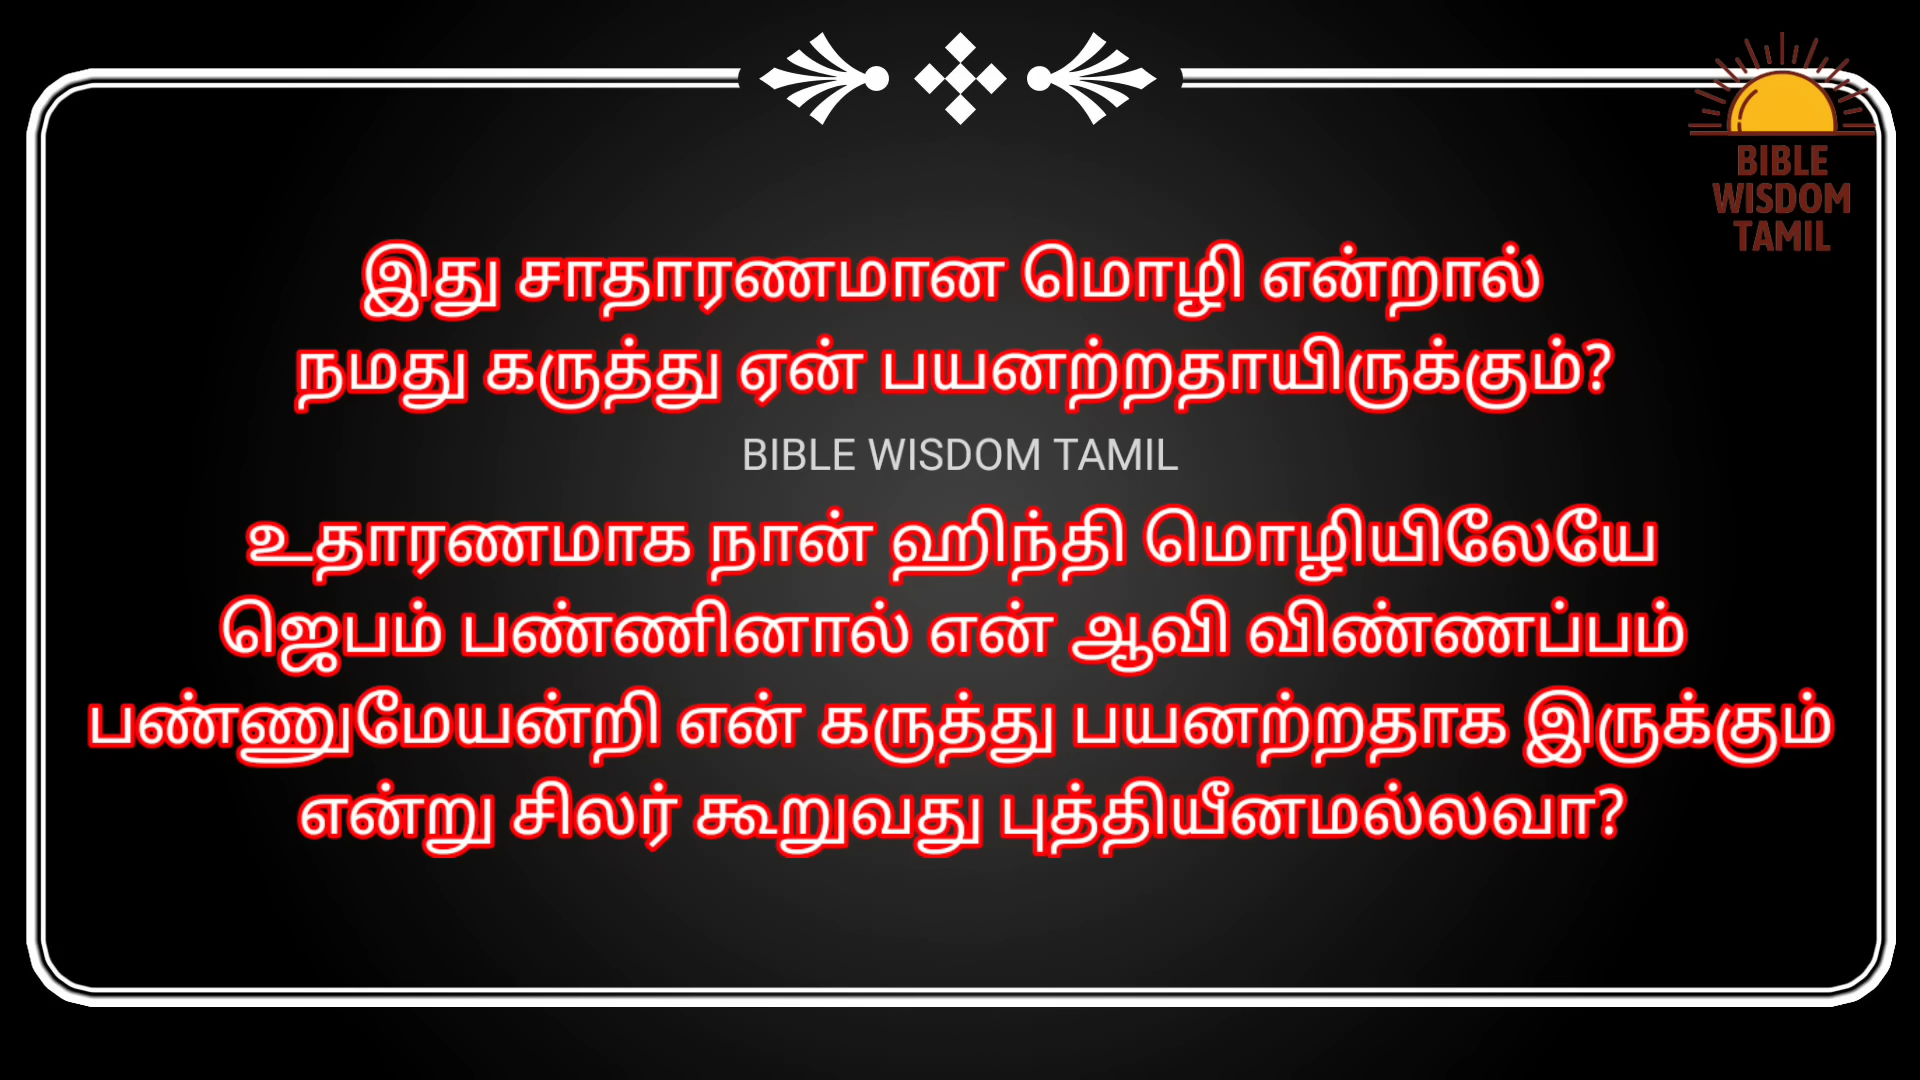 BIBLE
WISDOM
TAMIL
இது சாதாரணமான மொழி என்றால்
நமது கருத்து ஏன் பயனற்றதாயிருக்கும்?
BIBLE WISDOM TAMIL
உதாரணமாக நான் ஹிந்தி மொழியிலேயே
ஜெபம் பண்ணினால் என் ஆவி விண்ணப்பம்
பண்ணுமேயன்றி என் கருத்து பயனற்றதாக இருக்கும்
என்று சிலர் கூறுவது புத்தியீனமல்லவா?